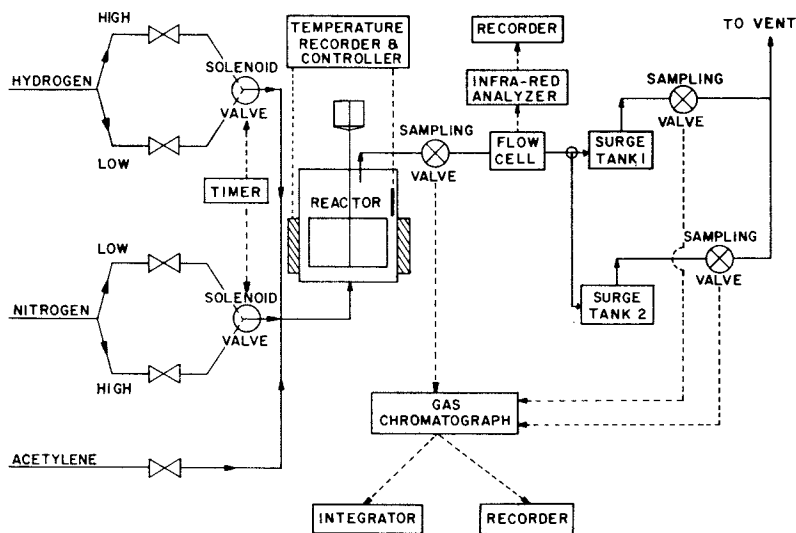 HIGH
HYDROGEN
LOW
SOLENOID
VALVE
TIMER
LOW
NITROGEN
HIGH
SOLENOID
VALVE
ACETYLENE
TEMPERATURE
RECORDER &
CONTROLLER
REACTOR
SAMPLING
VALVE
RECORDER
INFRA-RED
ANALYZER
FLOW
CELL
SURGE
TANK 1
SAMPLING
VALVE
TO VENT
SURGE
TANK 2
SAMPLING
VALVE
GAS
CHROMATOGRAPH
INTEGRATOR
RECORDER